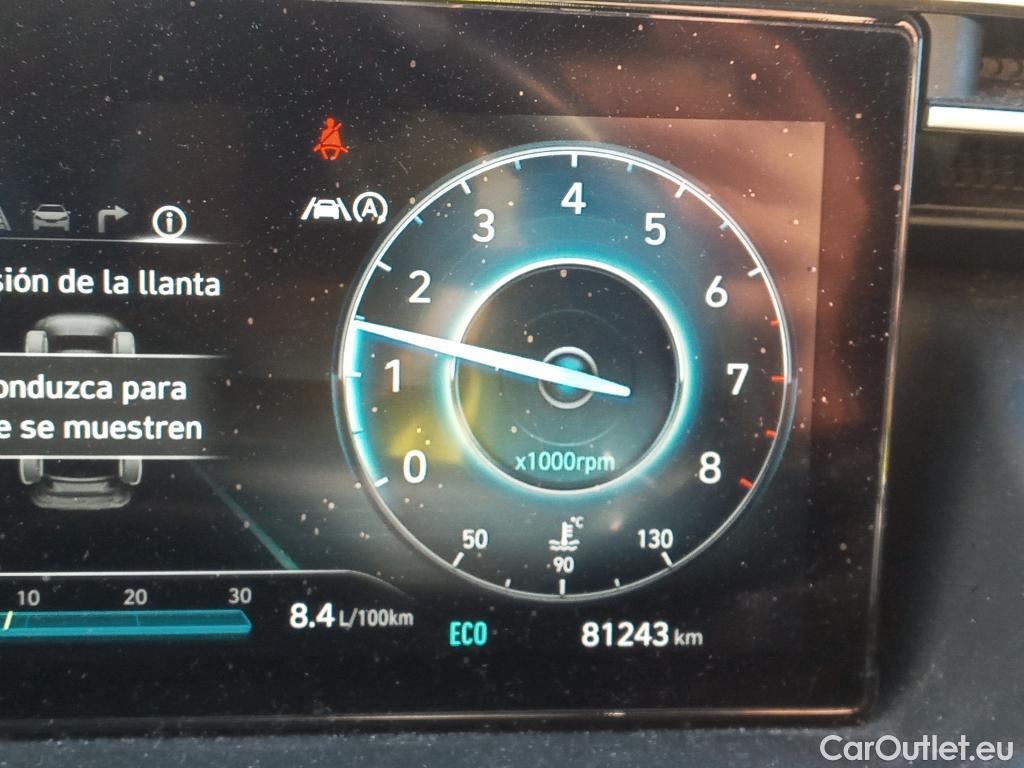 A
i
sión de la llanta
onduzca para
e se muestren
0
1
2
3
4
5
6
7
8
x1000rpm
50
°C
90
130
10 20 30
8.4 L/100km
ECO
81243 km
CarOutlet.eu